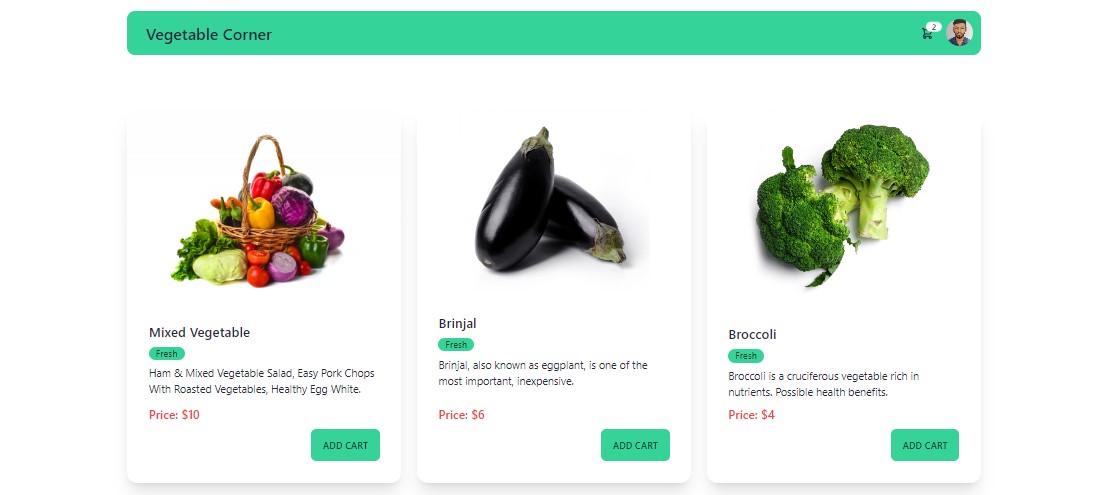 Vegetable Corner
2
Mixed Vegetable
Fresh
Ham & Mixed Vegetable Salad, Easy Pork Chops
With Roasted Vegetables, Healthy Egg White.
Price: $10
ADD CART
Brinjal
Fresh
Brinjal, also known as eggplant, is one of the
most important, inexpensive.
Price: $6
ADD CART
Broccoli
Fresh
Broccoli is a cruciferous vegetable rich in
nutrients. Possible health benefits.
Price: $4
ADD CART